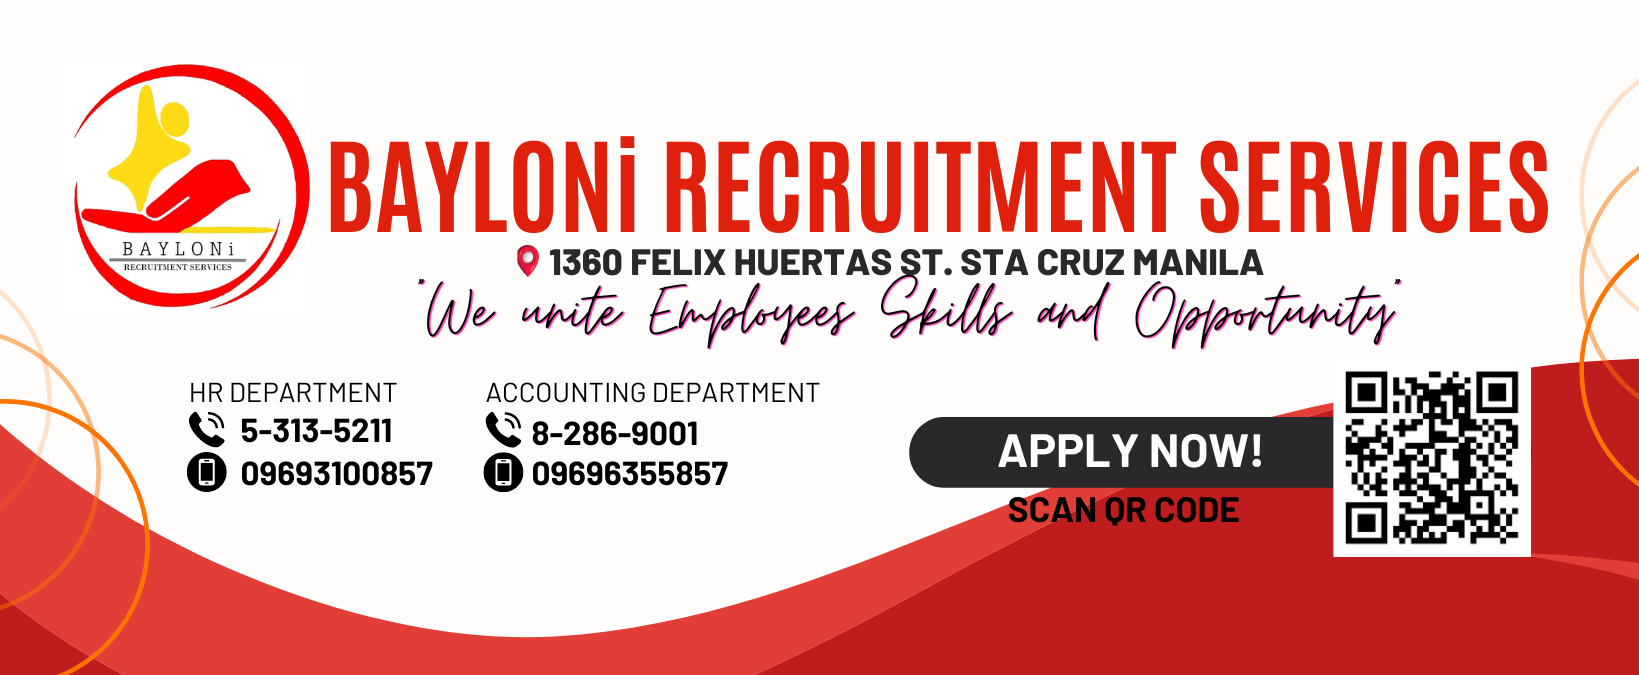 BAYLONi
RECRUITMENT SERVICES
BAYLONi RECRUITMENT SERVICES
1360 FELIX HUERTAS ST. STA CRUZ MANILA
"We unite Employees Skills and Opportunity"
HR DEPARTMENT
5-313-5211
09693100857
ACCOUNTING DEPARTMENT
8-286-9001
09696355857
APPLY NOW!
SCAN QR CODE